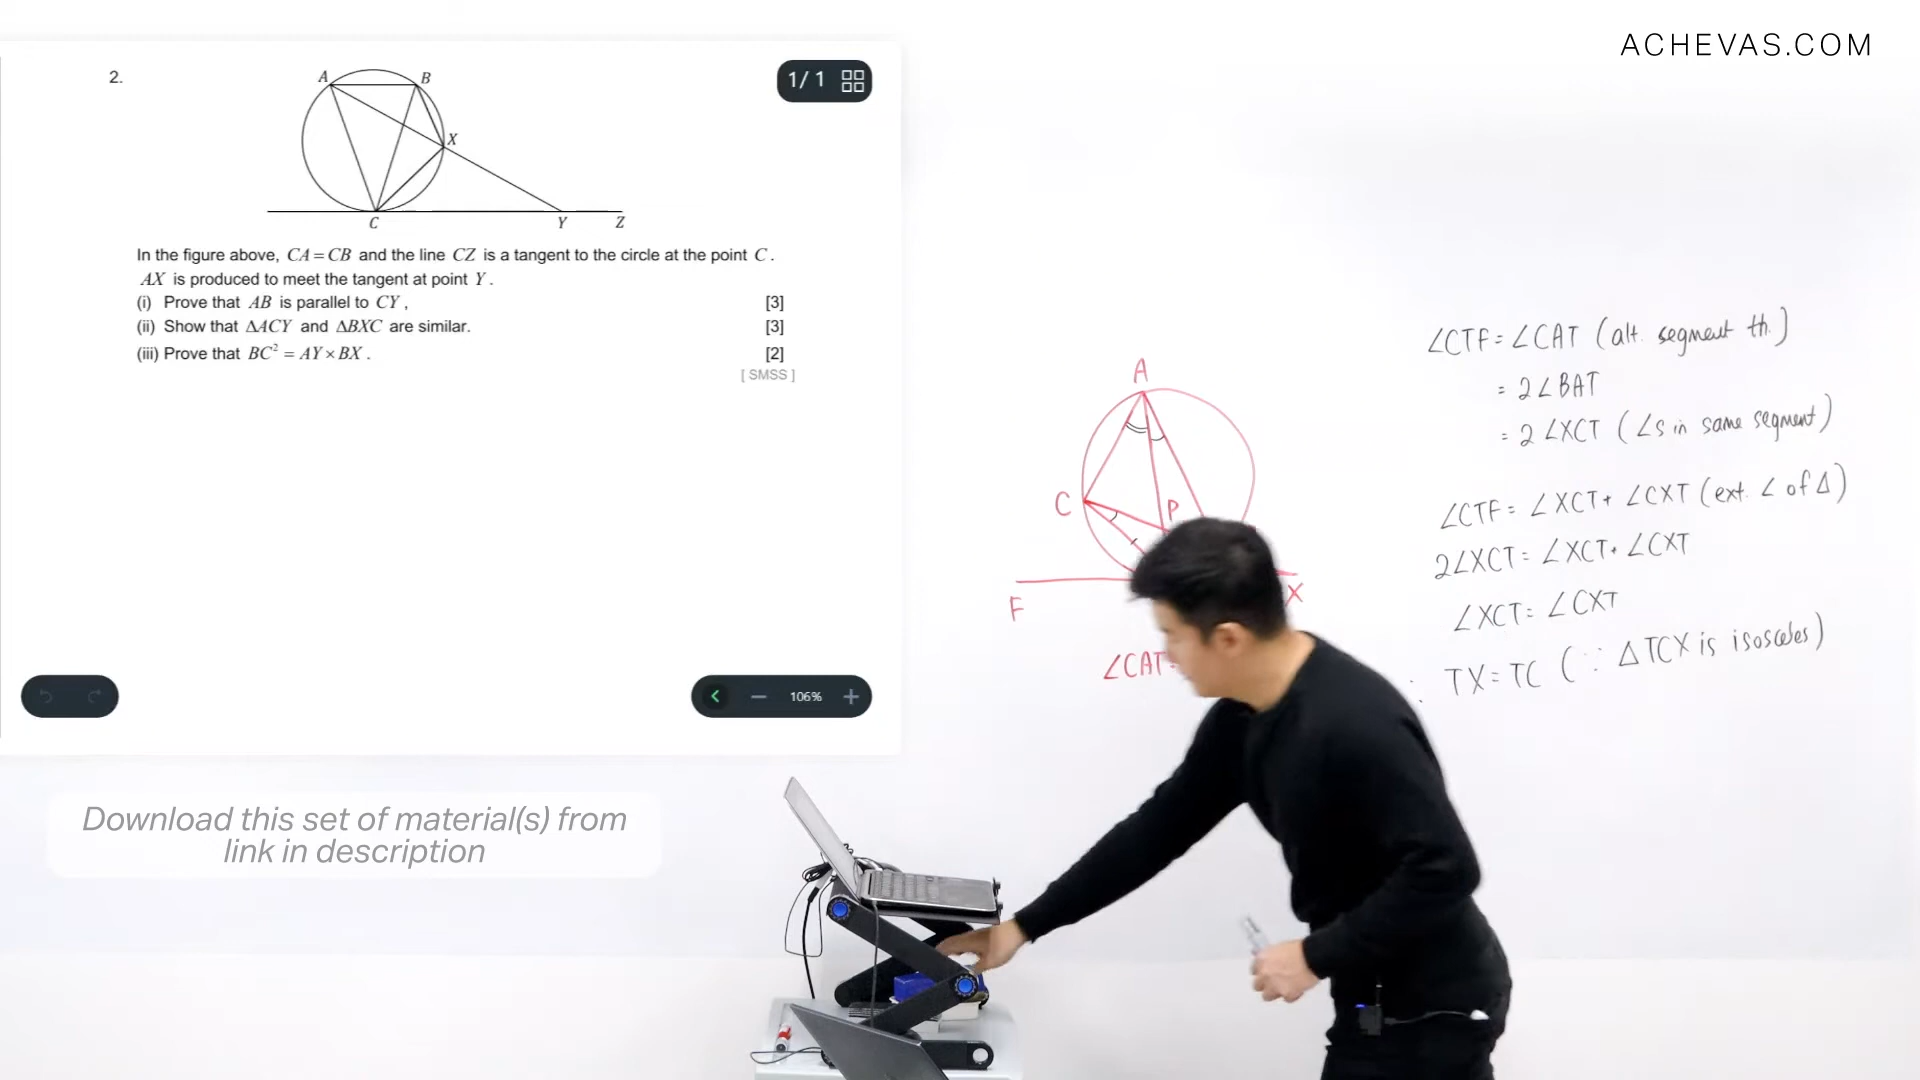 ACHEVAS.COM
2.
1/1
A
B
X
C
Y
Z
In the figure above, CA = CB and the line CZ is a tangent to the circle at the point C.
AX is produced to meet the tangent at point Y.
(i) Prove that AB is parallel to CY, [3]
(ii) Show that ΔACY and ΔBXC are similar. [3]
(iii) Prove that BC² = AY × BX. [2]
[ SMSS ]
106%
Download this set of material(s) from
link in description
A
C
P
F
X
∠CAT=
∠CTF = ∠CAT (alt. segment th.)
= 2∠BAT
= 2∠XCT (∠s in same segment)
∠CTF = ∠XCT + ∠CXT (ext. ∠ of Δ)
2∠XCT = ∠XCT + ∠CXT
∠XCT = ∠CXT
∴ TX = TC (∵ ΔTCX is isosceles)